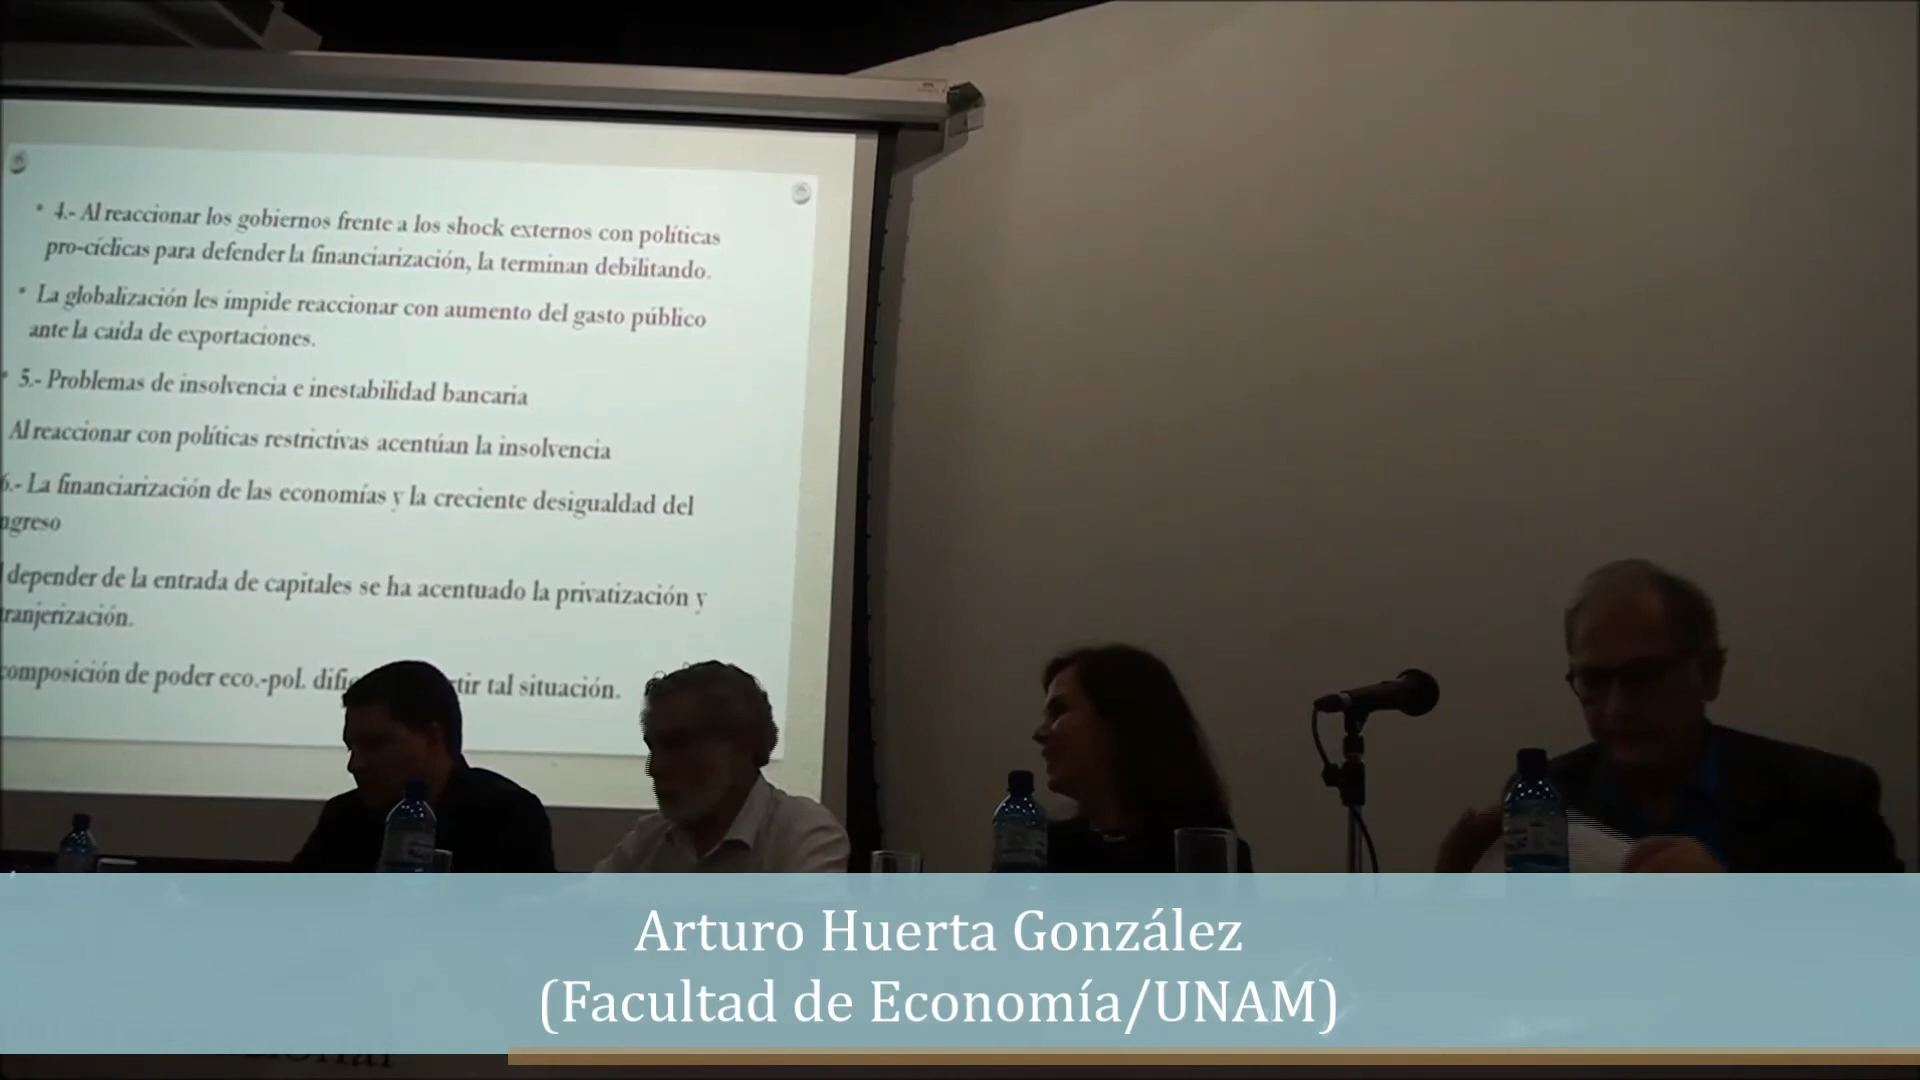 • 4.- Al reaccionar los gobiernos frente a los shock externos con políticas
pro-cíclicas para defender la financiarización, la terminan debilitando.
• La globalización les impide reaccionar con aumento del gasto público
ante la caída de exportaciones.
• 5.- Problemas de insolvencia e inestabilidad bancaria
Al reaccionar con políticas restrictivas acentúan la insolvencia
6.- La financiarización de las economías y la creciente desigualdad del
ngreso
depender de la entrada de capitales se ha acentuado la privatización y
tranjerización.
composición de poder eco.-pol. tir tal situación.
Arturo Huerta González
(Facultad de Economía/UNAM)